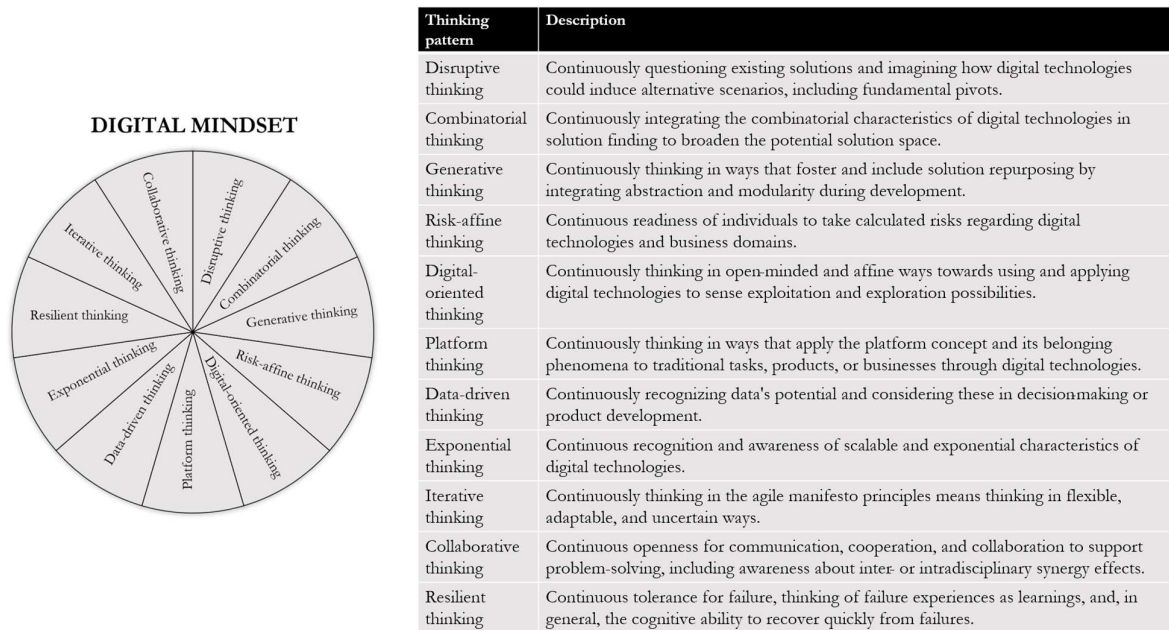 DIGITAL MINDSET
Disruptive thinking
Combinatorial thinking
Generative thinking
Risk-affine thinking
Digital-oriented thinking
Platform thinking
Data-driven thinking
Exponential thinking
Resilient thinking
Iterative thinking
Collaborative thinking
Thinking
pattern
Description
Disruptive
thinking
Continuously questioning existing solutions and imagining how digital technologies
could induce alternative scenarios, including fundamental pivots.
Combinatorial
thinking
Continuously integrating the combinatorial characteristics of digital technologies in
solution finding to broaden the potential solution space.
Generative
thinking
Continuously thinking in ways that foster and include solution repurposing by
integrating abstraction and modularity during development.
Risk-affine
thinking
Continuous readiness of individuals to take calculated risks regarding digital
technologies and business domains.
Digital-
oriented
thinking
Continuously thinking in open-minded and affine ways towards using and applying
digital technologies to sense exploitation and exploration possibilities.
Platform
thinking
Continuously thinking in ways that apply the platform concept and its belonging
phenomena to traditional tasks, products, or businesses through digital technologies.
Data-driven
thinking
Continuously recognizing data's potential and considering these in decision-making or
product development.
Exponential
thinking
Continuous recognition and awareness of scalable and exponential characteristics of
digital technologies.
Iterative
thinking
Continuously thinking in the agile manifesto principles means thinking in flexible,
adaptable, and uncertain ways.
Collaborative
thinking
Continuous openness for communication, cooperation, and collaboration to support
problem-solving, including awareness about inter- or intradisciplinary synergy effects.
Resilient
thinking
Continuous tolerance for failure, thinking of failure experiences as learnings, and, in
general, the cognitive ability to recover quickly from failures.